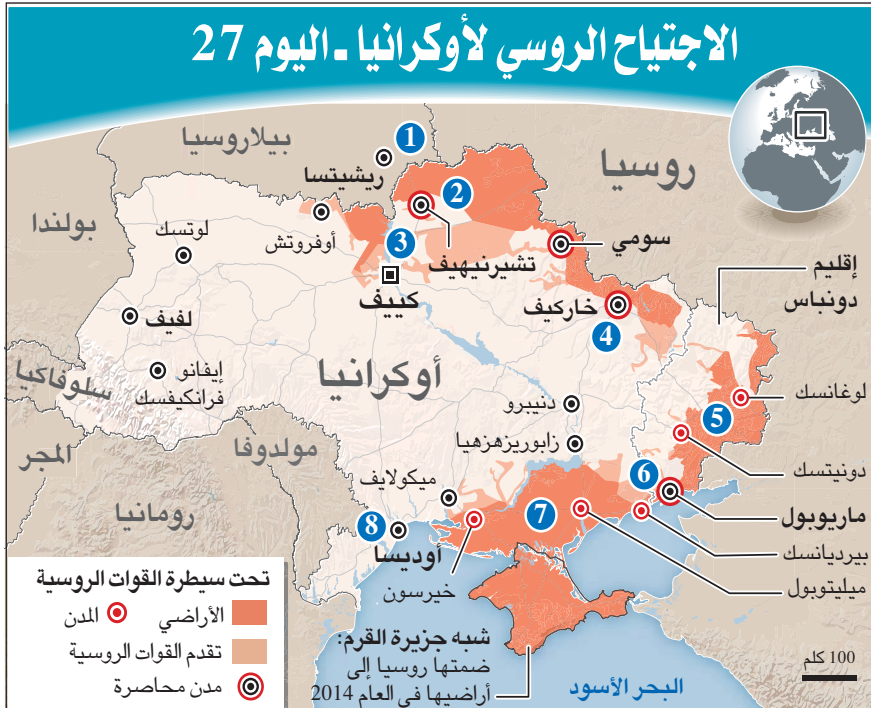 الاجتياح الروسي لأوكرانيا ـ اليوم 27
بيلاروسيا
1
ريشيتسا
روسيا
2
بولندا
لوتسك
أوفروتش
3
تشيرنيهيف
سومي
إقليم
دونباس
كييف
لفيف
خاركيف
4
سلوفاكيا
إيفانو
فرانكيفسك
أوكرانيا
دنيبرو
لوغانسك
5
المجر
مولدوفا
زابوريزهزهيا
دونيتسك
رومانيا
ميكولايف
6
7
ماريوبول
8
أوديسا
بيرديانسك
خيرسون
ميليتوبول
تحت سيطرة القوات الروسية
الأراضي
المدن
تقدم القوات الروسية
مدن محاصرة
شبه جزيرة القرم:
ضمتها روسيا إلى
أراضيها في العام 2014
البحر الأسود
100 كلم